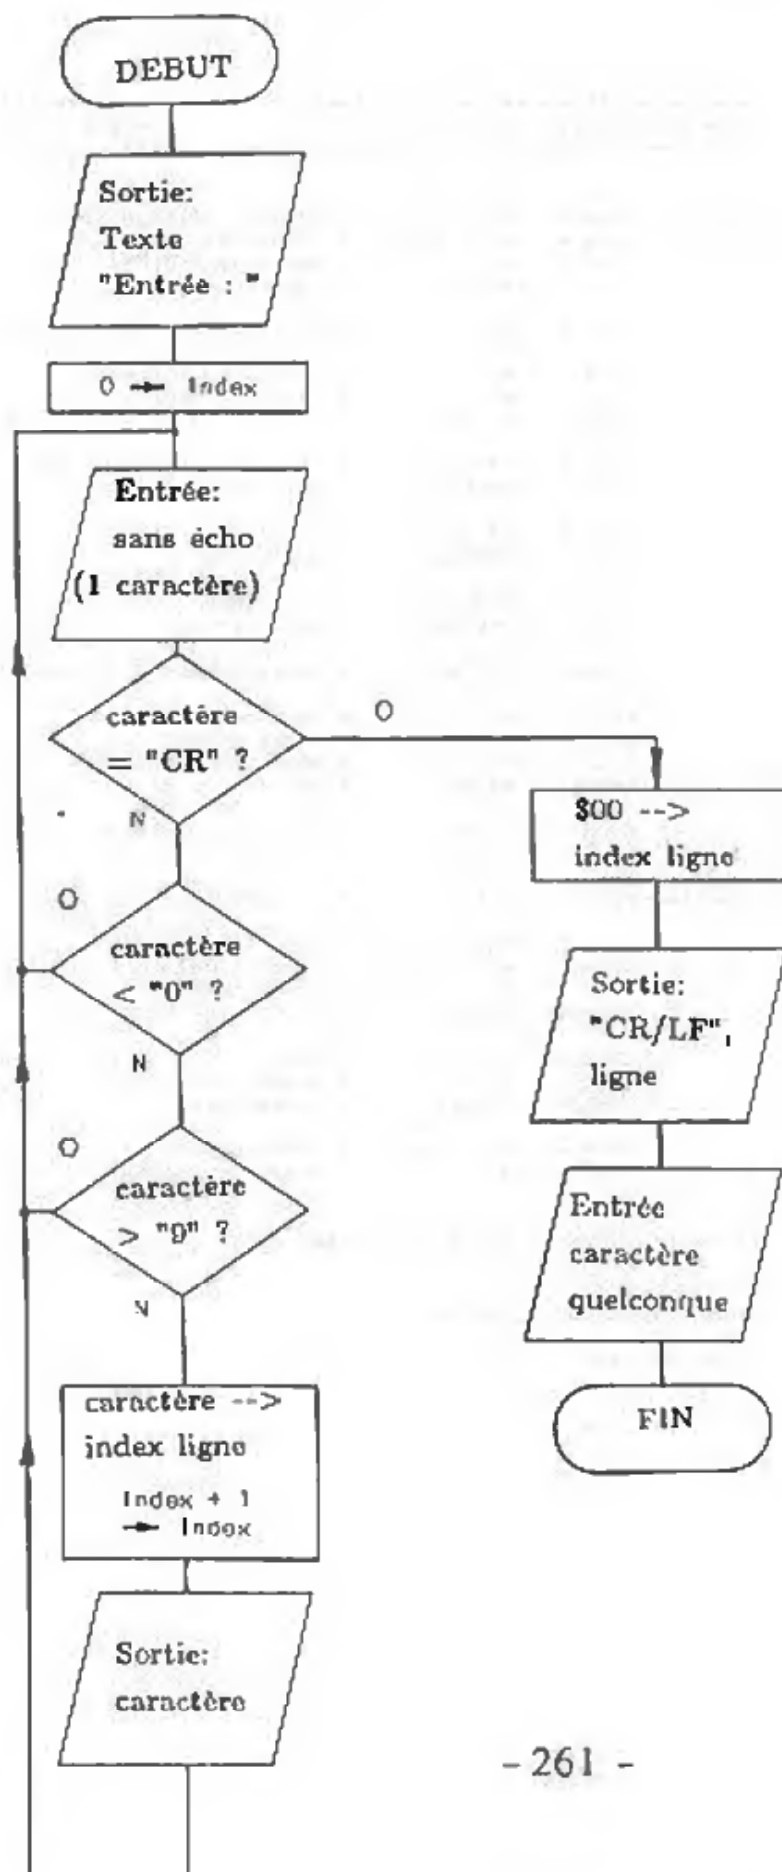 DEBUT
Sortie:
Texte
"Entrée : "
0 → Index
Entrée:
sans écho
(1 caractère)
caractère
= "CR" ?
O
N
caractère
< "0" ?
O
N
caractère
> "9" ?
O
N
caractère -->
index ligne
Index + 1
→ Index
Sortie:
caractère
$00 -->
index ligne
Sortie:
"CR/LF",
ligne
Entrée
caractère
quelconque
FIN
- 261 -